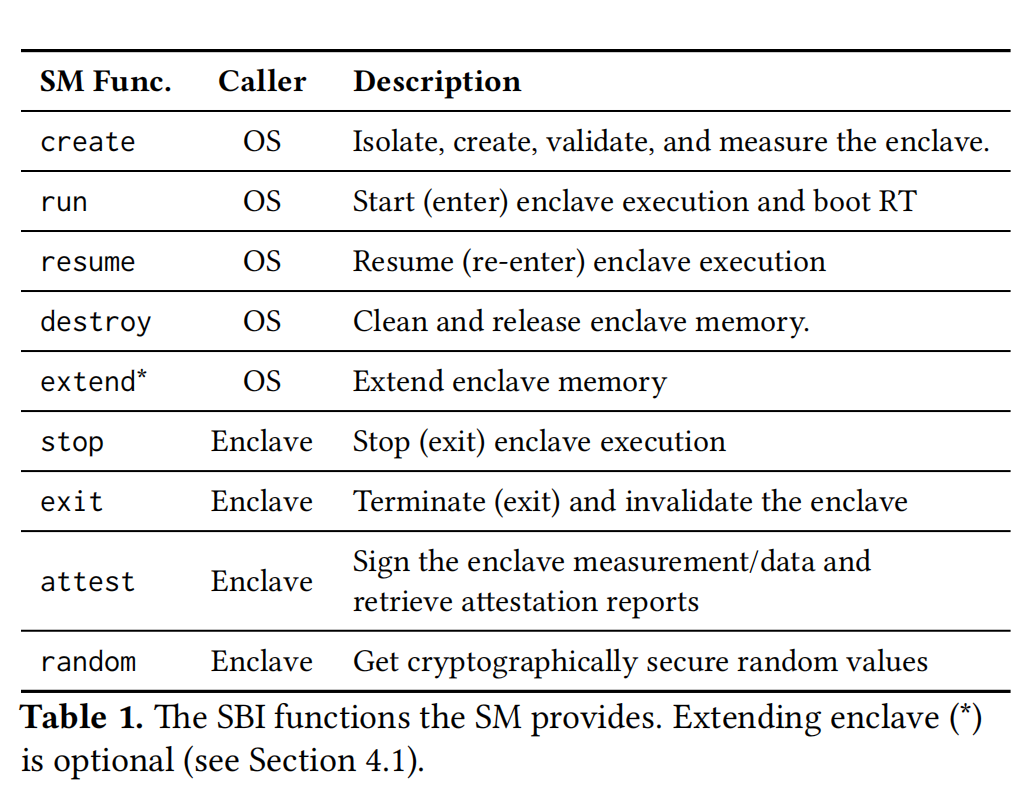 SM Func. Caller Description
create OS Isolate, create, validate, and measure the enclave.
run OS Start (enter) enclave execution and boot RT
resume OS Resume (re-enter) enclave execution
destroy OS Clean and release enclave memory.
extend* OS Extend enclave memory
stop Enclave Stop (exit) enclave execution
exit Enclave Terminate (exit) and invalidate the enclave
attest Enclave Sign the enclave measurement/data and
retrieve attestation reports
random Enclave Get cryptographically secure random values
Table 1. The SBI functions the SM provides. Extending enclave (*)
is optional (see Section 4.1).